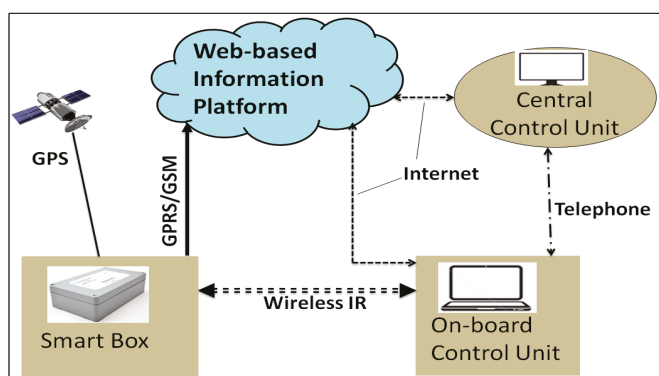 Web-based
Information
Platform
Central
Control Unit
GPS
GPRS/GSM
Internet
Telephone
Wireless IR
Smart Box
On-board
Control Unit